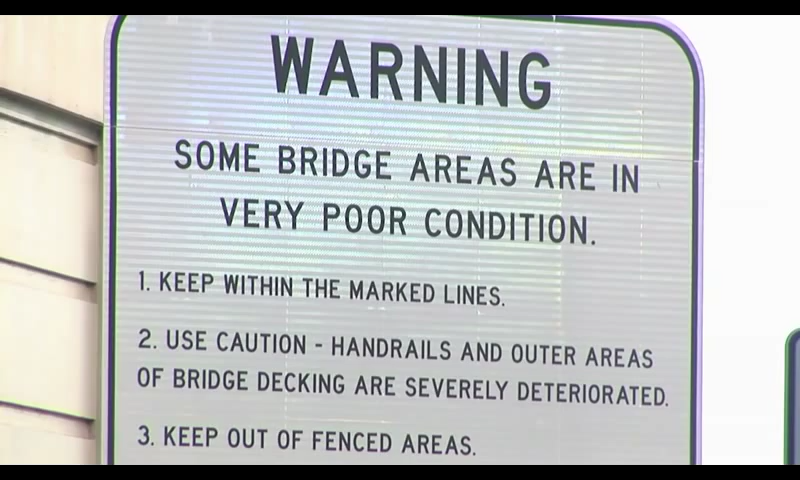 WARNING
SOME BRIDGE AREAS ARE IN
VERY POOR CONDITION.
1. KEEP WITHIN THE MARKED LINES.
2. USE CAUTION - HANDRAILS AND OUTER AREAS
OF BRIDGE DECKING ARE SEVERELY DETERIORATED.
3. KEEP OUT OF FENCED AREAS.